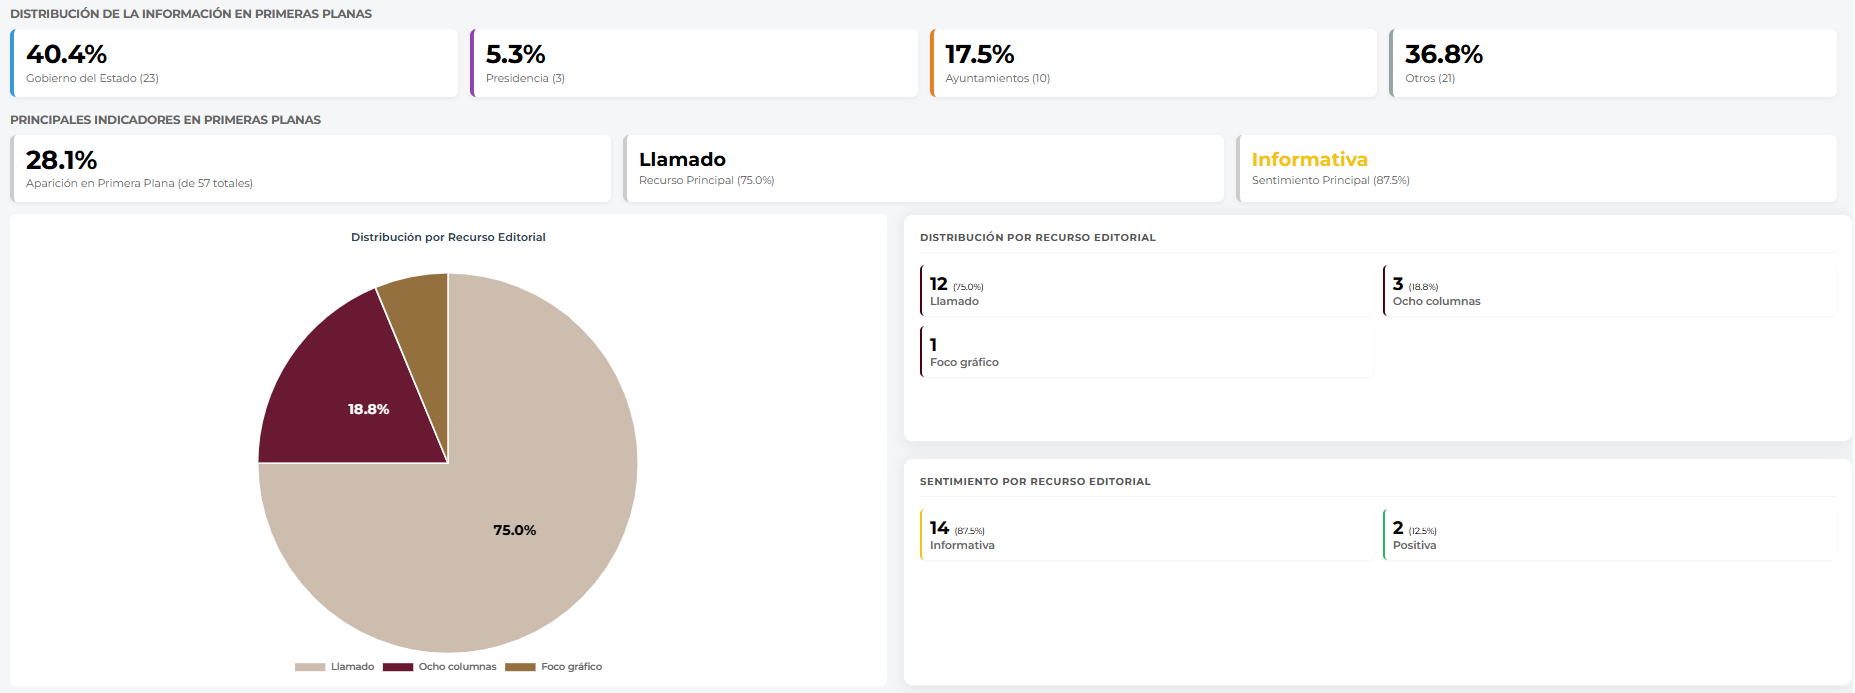 DISTRIBUCIÓN DE LA INFORMACIÓN EN PRIMERAS PLANAS
40.4%
Gobierno del Estado (23)
5.3%
Presidencia (3)
17.5%
Ayuntamientos (10)
36.8%
Otros (21)
PRINCIPALES INDICADORES EN PRIMERAS PLANAS
28.1%
Aparición en Primera Plana (de 57 totales)
Llamado
Recurso Principal (75.0%)
Informativa
Sentimiento Principal (87.5%)
Distribución por Recurso Editorial
18.8%
75.0%
Llamado Ocho columnas Foco gráfico
DISTRIBUCIÓN POR RECURSO EDITORIAL
12 (75.0%)
Llamado
3 (18.8%)
Ocho columnas
1
Foco gráfico
SENTIMIENTO POR RECURSO EDITORIAL
14 (87.5%)
Informativa
2 (12.5%)
Positiva